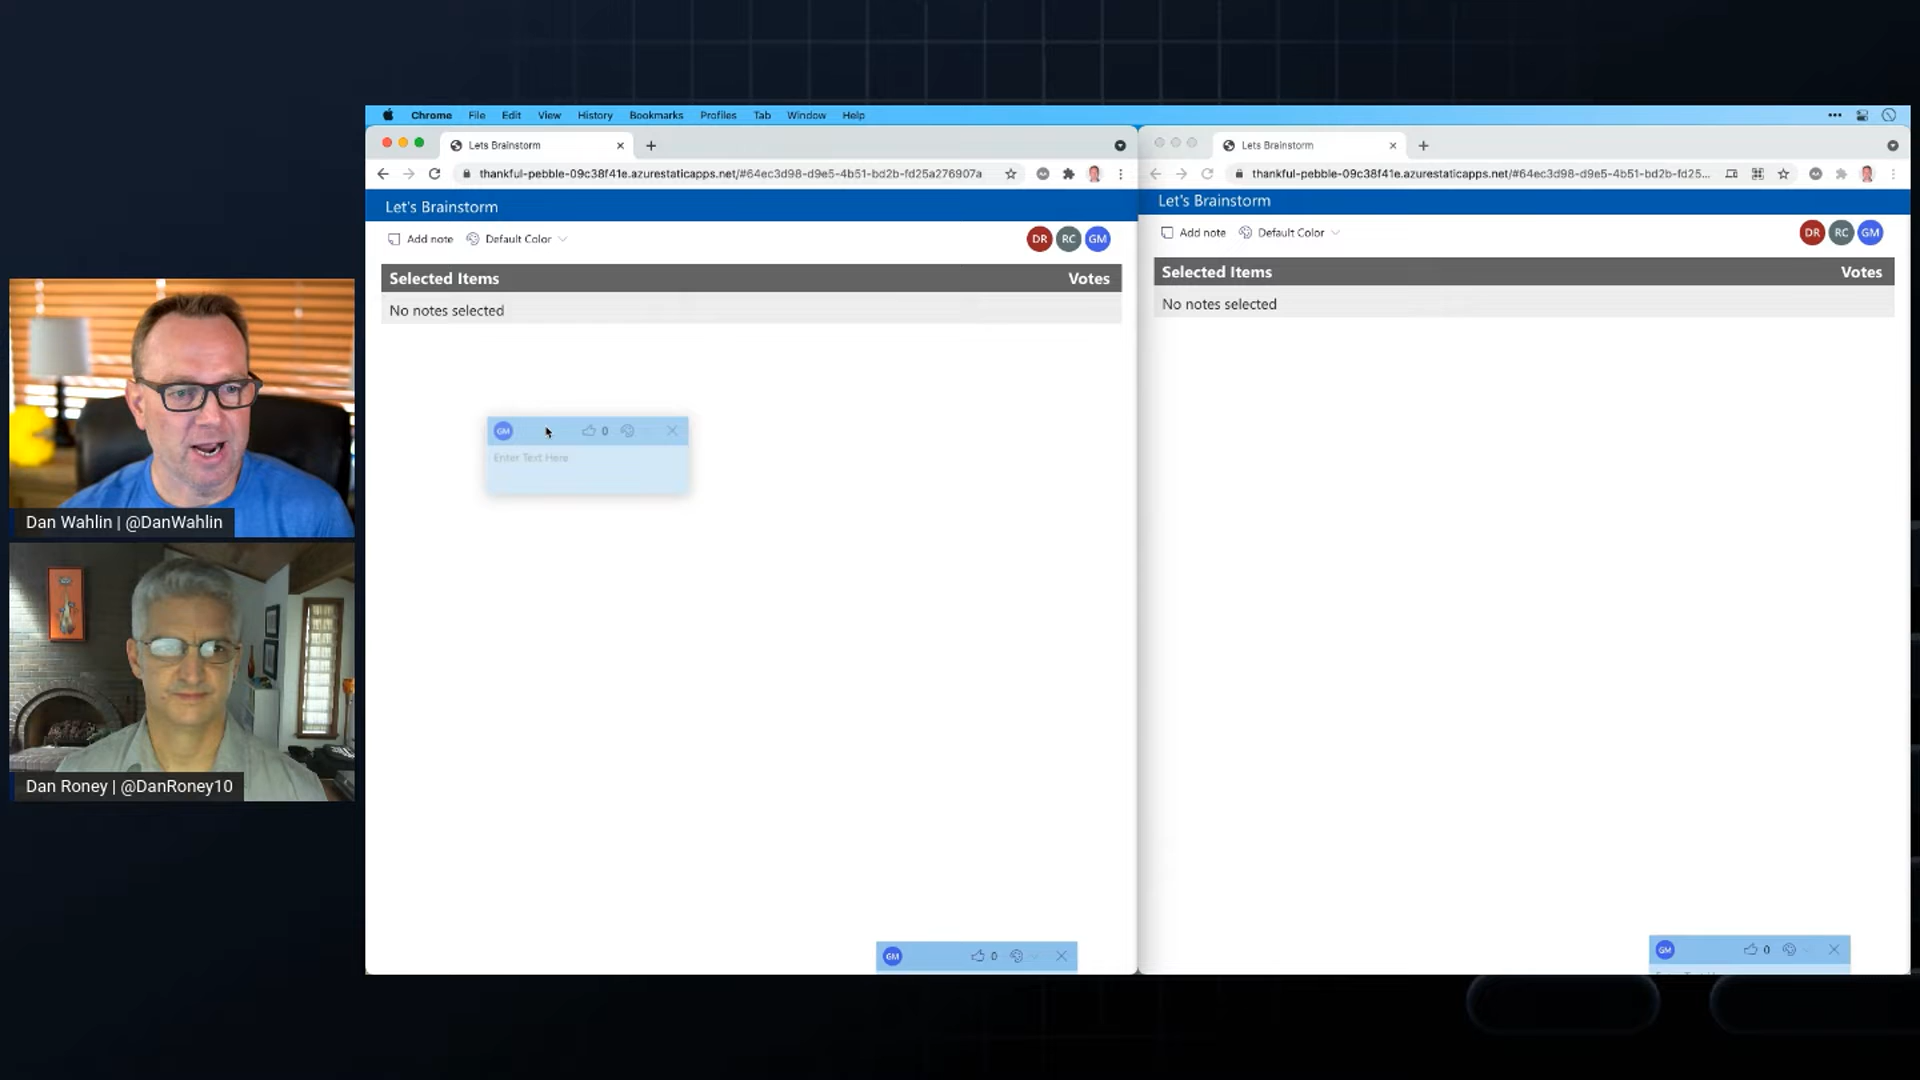 Chrome File Edit View History Bookmarks Profiles Tab Window Help
Lets Brainstorm
thankful-pebble-09c38f41e.azurestaticapps.net/#64ec3d98-d9e5-4b51-bd2b-fd25a276907a
Let's Brainstorm
Add note Default Color
DR RC GM
Selected Items Votes
No notes selected
GM 0
Enter Text Here
GM 0
Lets Brainstorm
thankful-pebble-09c38f41e.azurestaticapps.net/#64ec3d98-d9e5-4b51-bd2b-fd25...
Let's Brainstorm
Add note Default Color
DR RC GM
Selected Items Votes
No notes selected
GM 0
Dan Wahlin | @DanWahlin
Dan Roney | @DanRoney10